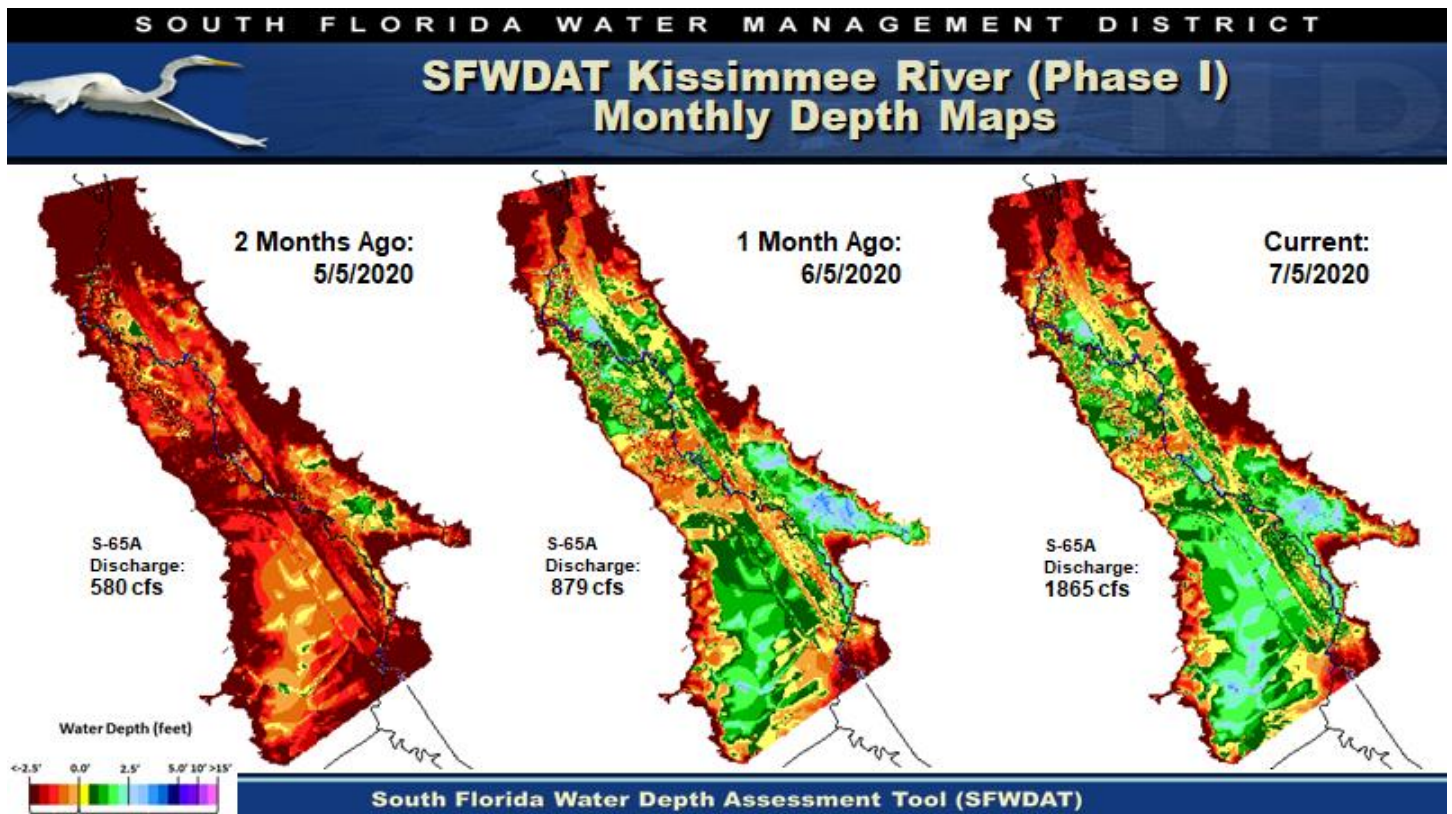 SOUTH FLORIDA WATER MANAGEMENT DISTRICT
SFWDAT Kissimmee River (Phase I)
Monthly Depth Maps
2 Months Ago:
5/5/2020
1 Month Ago:
6/5/2020
Current:
7/5/2020
S-65A
Discharge:
580 cfs
S-65A
Discharge:
879 cfs
S-65A
Discharge:
1865 cfs
Water Depth (feet)
<-2.5' 0.0' 2.5' 5.0' 10' >15'
South Florida Water Depth Assessment Tool (SFWDAT)